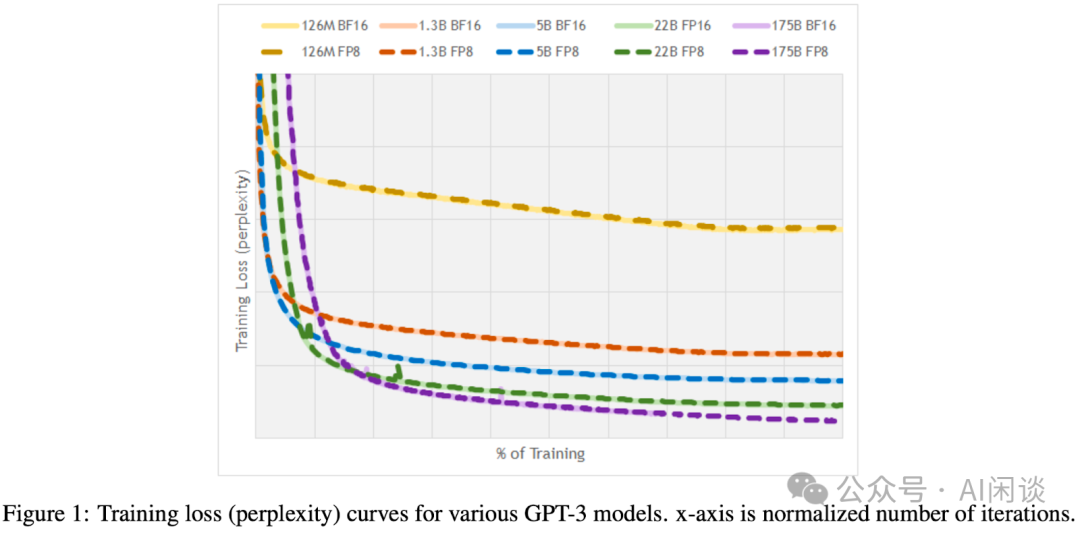 126M BF16 1.3B BF16 5B BF16 22B FP16 175B BF16
126M FP8 1.3B FP8 5B FP8 22B FP8 175B FP8
Training Loss (perplexity)
% of Training
公众号 · AI闲谈
Figure 1: Training loss (perplexity) curves for various GPT-3 models. x-axis is normalized number of iterations.